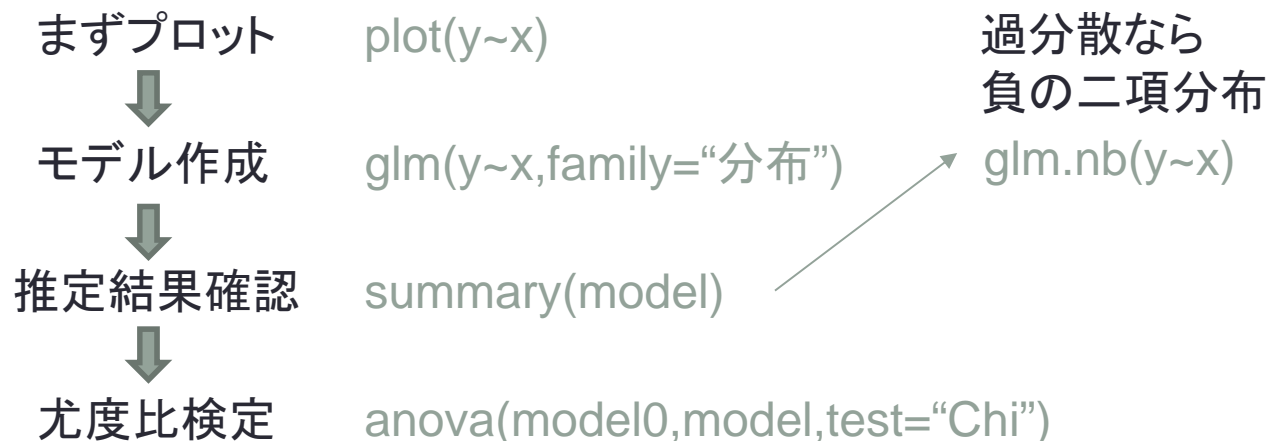 まずプロット plot(y~x)
過分散なら
負の二項分布
モデル作成 glm(y~x,family=“分布”)
glm.nb(y~x)
推定結果確認 summary(model)
尤度比検定 anova(model0,model,test=“Chi”)